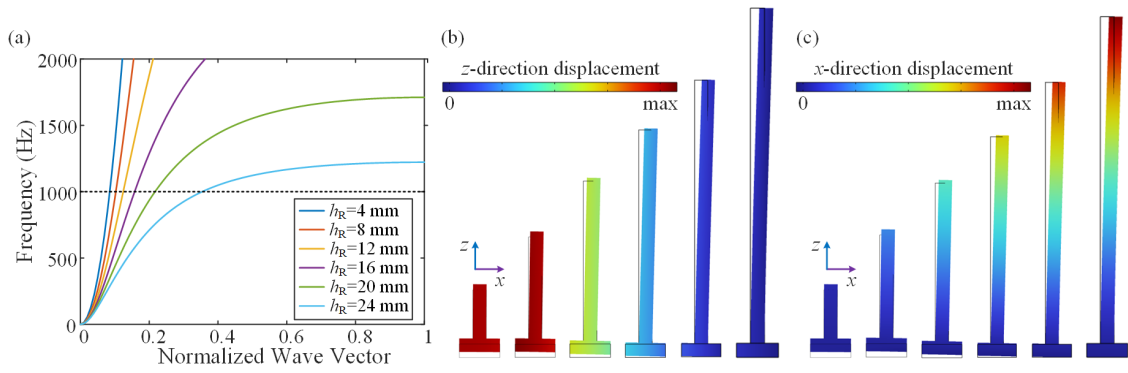 (a)
2000
1500
1000
500
0
0
0.2
0.4
0.6
0.8
1
Frequency (Hz)
Normalized Wave Vector
hR=4 mm
hR=8 mm
hR=12 mm
hR=16 mm
hR=20 mm
hR=24 mm
(b)
z-direction displacement
0 max
z
x
(c)
x-direction displacement
0 max
z
x